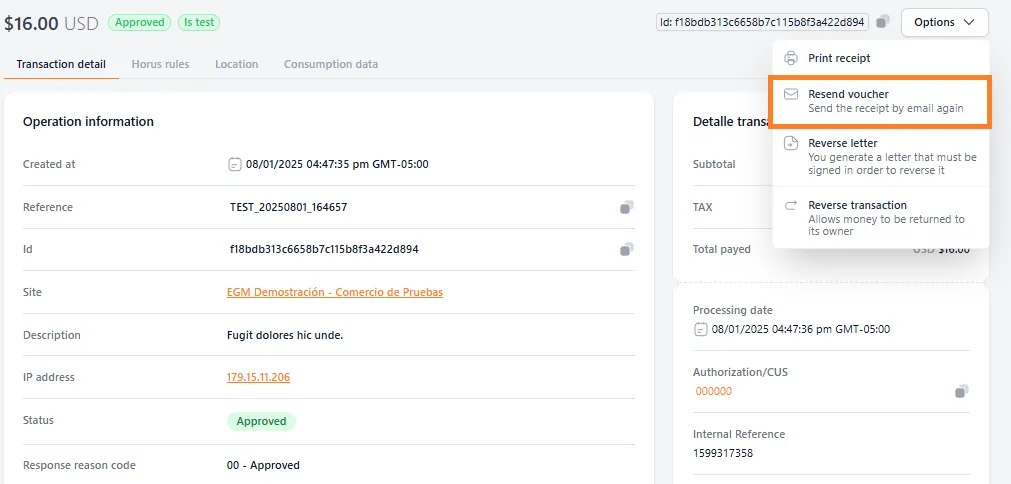 $16.00 USD Approved Is test Id: f18bdb313c6658b7c115b8f3a422d894 Options
Transaction detail Horus rules Location Consumption data
Print receipt
Resend voucher
Send the receipt by email again
Reverse letter
You generate a letter that must be
signed in order to reverse it
Reverse transaction
Allows money to be returned to
its owner
Operation information
Created at 08/01/2025 04:47:35 pm GMT-05:00
Reference TEST_20250801_164657
Id f18bdb313c6658b7c115b8f3a422d894
Site EGM Demostración - Comercio de Pruebas
Description Fugit dolores hic unde.
IP address 179.15.11.206
Status Approved
Response reason code 00 - Approved
Detalle transa
Subtotal
TAX
Total payed USD $16.00
Processing date
08/01/2025 04:47:36 pm GMT-05:00
Authorization/CUS
000000
Internal Reference
1599317358